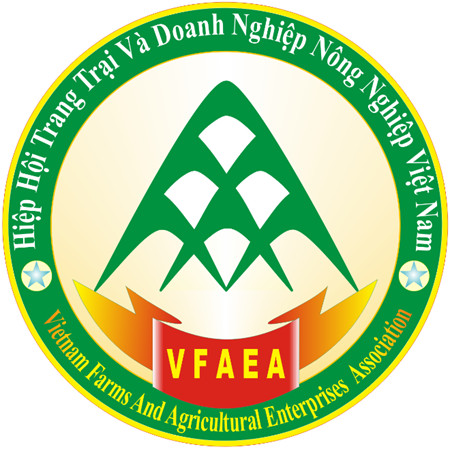 Hiệp Hội Trang Trại Và Doanh Nghiệp Nông Nghiệp Việt Nam
VFAEA
Vietnam Farms And Agricultural Enterprises Association